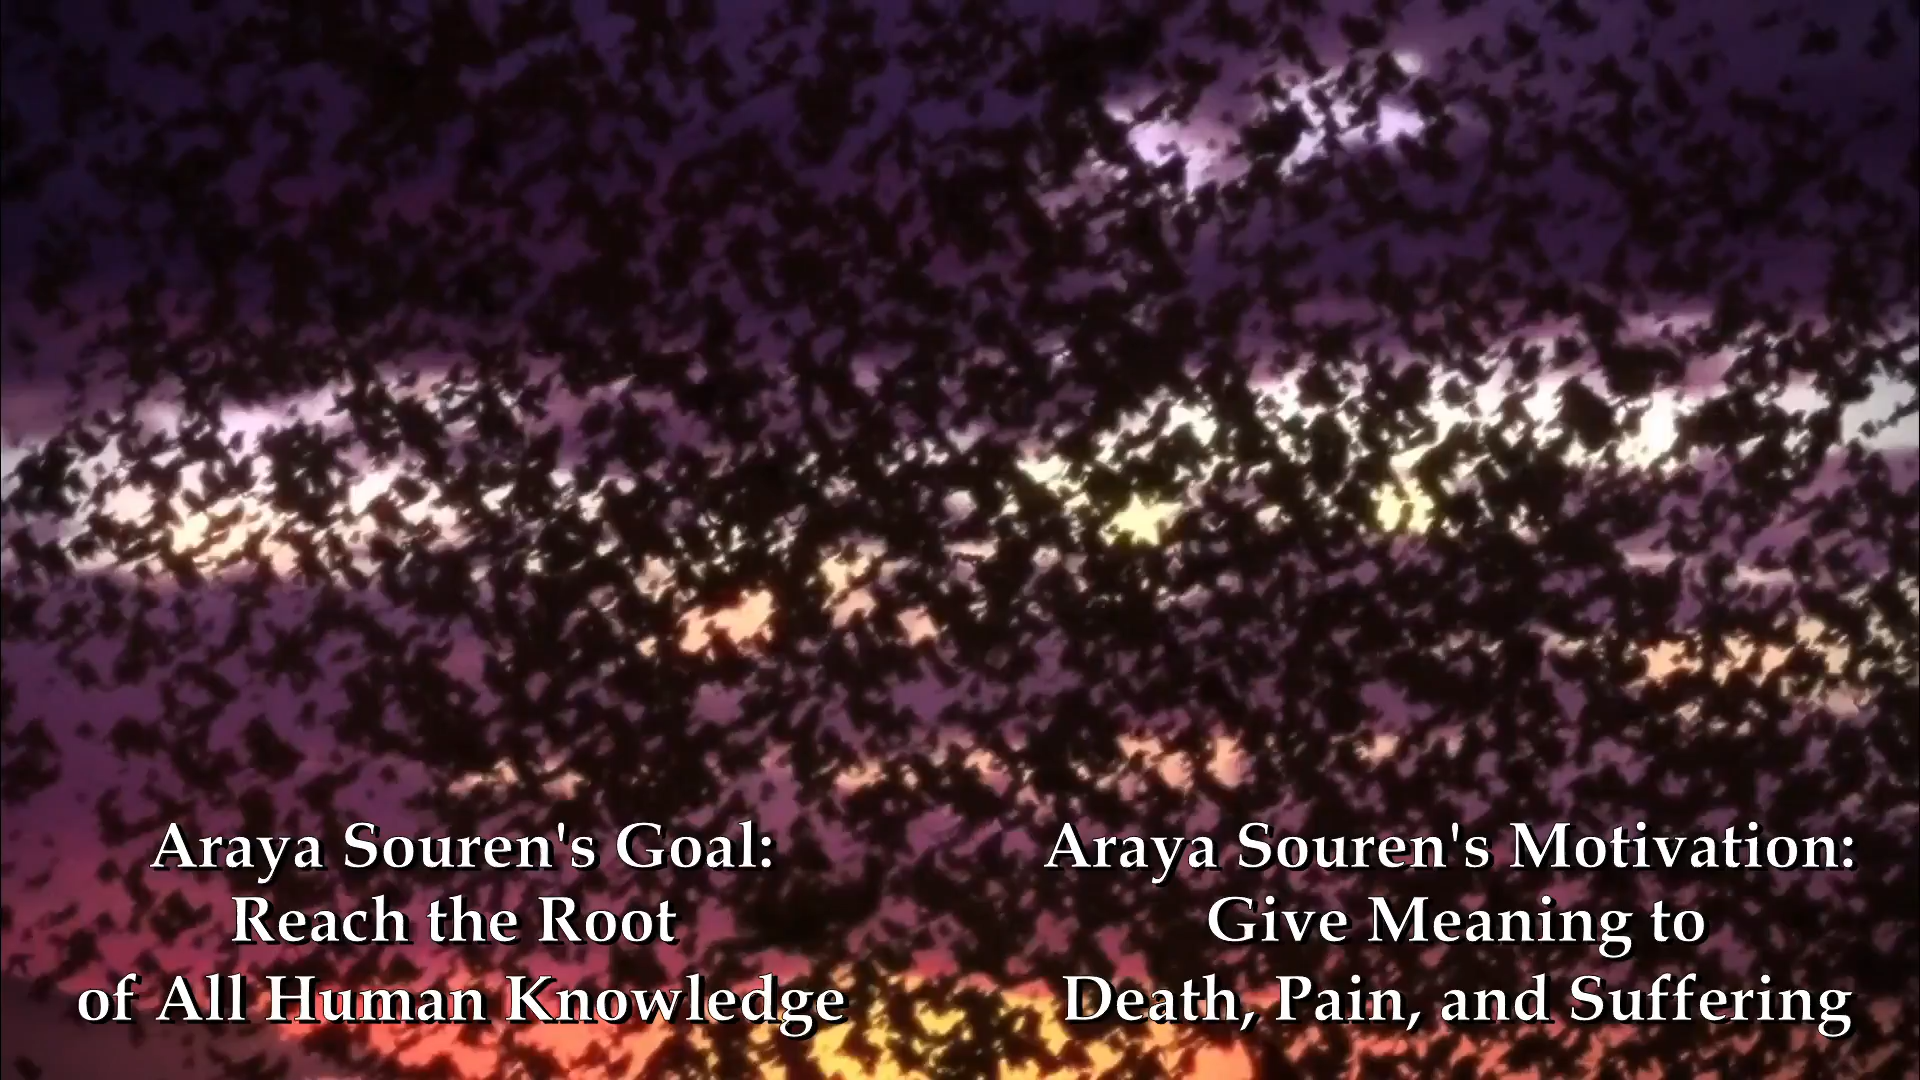 Araya Souren's Goal:
Reach the Root
of All Human Knowledge
Araya Souren's Motivation:
Give Meaning to
Death, Pain, and Suffering